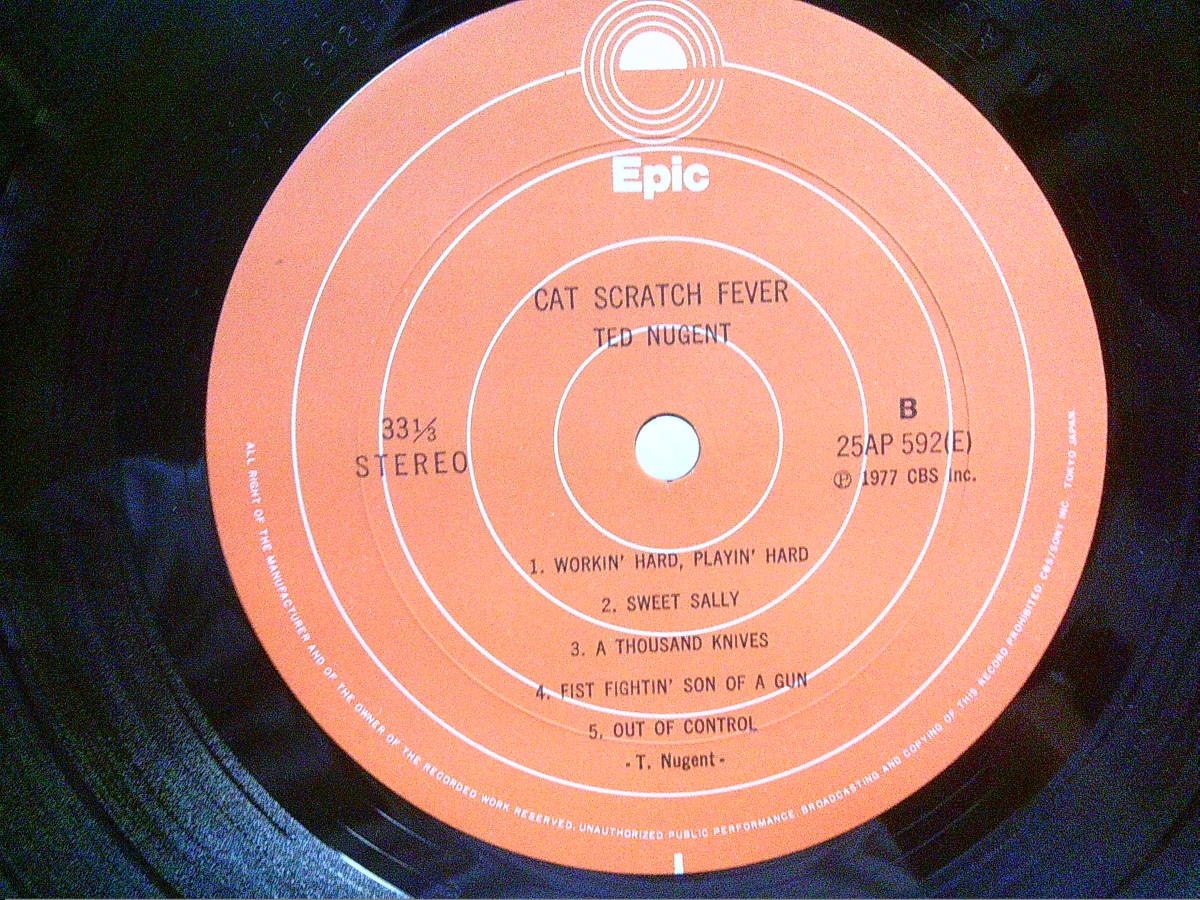 Epic
CAT SCRATCH FEVER
TED NUGENT
33⅓
STEREO
B
25AP 592(E)
Ⓟ 1977 CBS Inc.
1. WORKIN' HARD, PLAYIN' HARD
2. SWEET SALLY
3. A THOUSAND KNIVES
4. FIST FIGHTIN' SON OF A GUN
5. OUT OF CONTROL
- T. Nugent -
ALL RIGHT OF THE MANUFACTURER AND OF THE OWNER OF THE RECORDED WORK RESERVED. UNAUTHORIZED PUBLIC PERFORMANCE. BROADCASTING AND COPYING OF THIS RECORD PROHIBITED CBS/SONY INC. TOKYO JAPAN